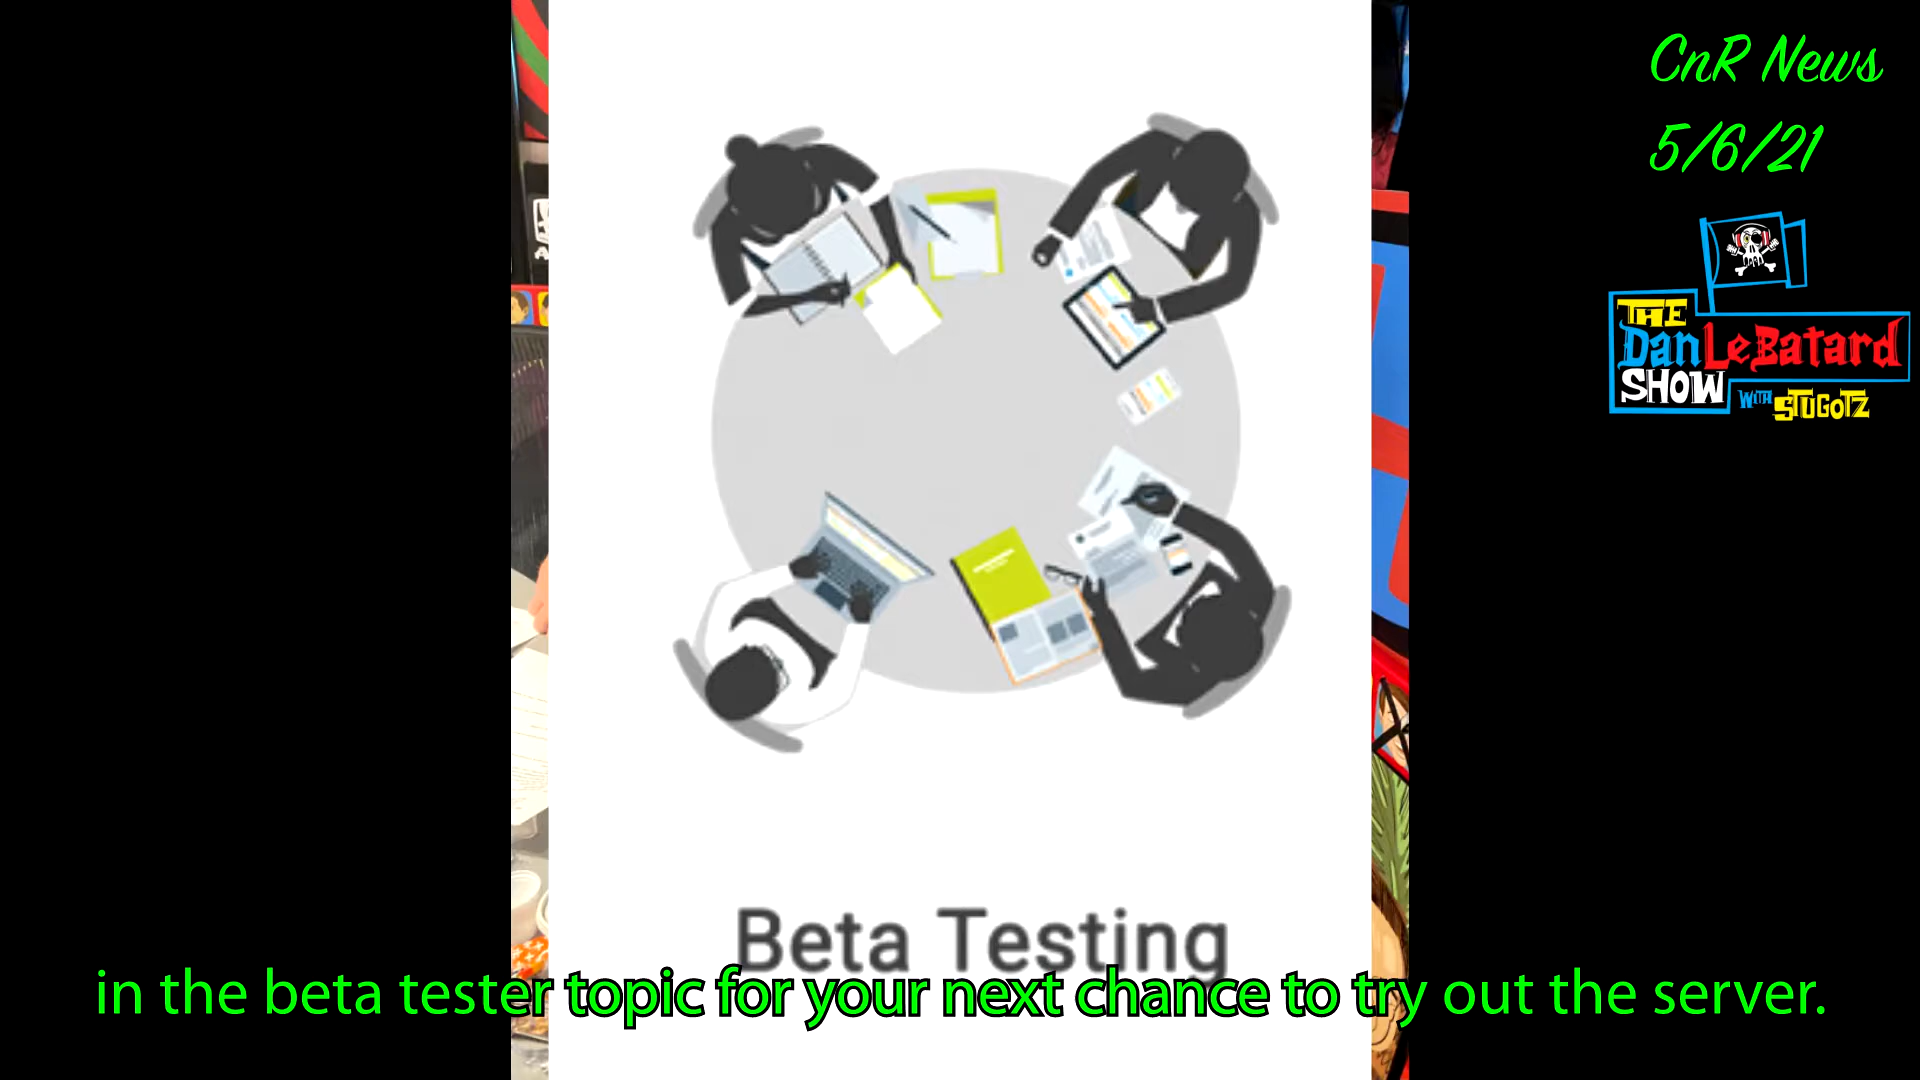 CnR News
5/6/21
THE
Dan LeBatard
SHOW WITH STUGOTZ
Beta Testing
in the beta tester topic for your next chance to try out the server.